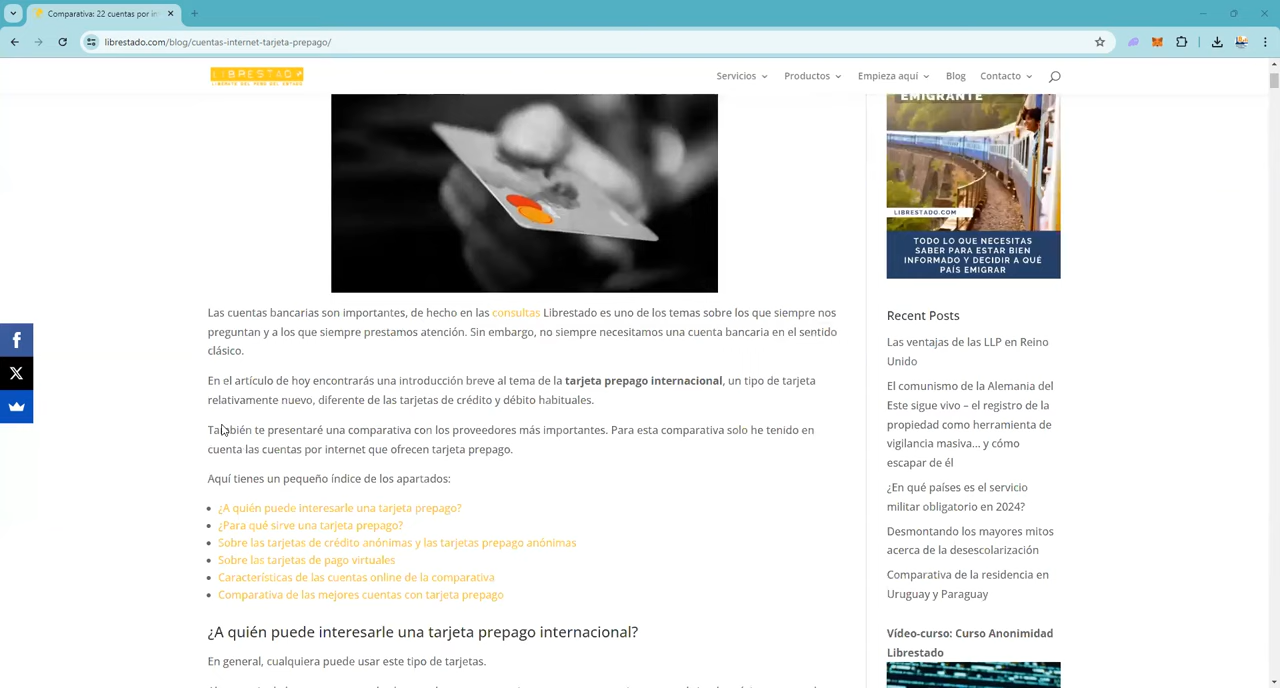 Comparativa: 22 cuentas por in
librestado.com/blog/cuentas-internet-tarjeta-prepago/
LIBRESTADO
LIBÉRATE DEL YUGO DEL ESTADO
Servicios
Productos
Empieza aquí
Blog
Contacto
Las cuentas bancarias son importantes, de hecho en las consultas Librestado es uno de los temas sobre los que siempre nos
preguntan y a los que siempre prestamos atención. Sin embargo, no siempre necesitamos una cuenta bancaria en el sentido
clásico.
En el artículo de hoy encontrarás una introducción breve al tema de la tarjeta prepago internacional, un tipo de tarjeta
relativamente nuevo, diferente de las tarjetas de crédito y débito habituales.
También te presentaré una comparativa con los proveedores más importantes. Para esta comparativa solo he tenido en
cuenta las cuentas por internet que ofrecen tarjeta prepago.
Aquí tienes un pequeño índice de los apartados:
¿A quién puede interesarle una tarjeta prepago?
¿Para qué sirve una tarjeta prepago?
Sobre las tarjetas de crédito anónimas y las tarjetas prepago anónimas
Sobre las tarjetas de pago virtuales
Características de las cuentas online de la comparativa
Comparativa de las mejores cuentas con tarjeta prepago
¿A quién puede interesarle una tarjeta prepago internacional?
En general, cualquiera puede usar este tipo de tarjetas.
EMIGRANTE
LIBRESTADO.COM
TODO LO QUE NECESITAS
SABER PARA ESTAR BIEN
INFORMADO Y DECIDIR A QUÉ
PAÍS EMIGRAR
Recent Posts
Las ventajas de las LLP en Reino
Unido
El comunismo de la Alemania del
Este sigue vivo – el registro de la
propiedad como herramienta de
vigilancia masiva… y cómo
escapar de él
¿En qué países es el servicio
militar obligatorio en 2024?
Desmontando los mayores mitos
acerca de la desescolarización
Comparativa de la residencia en
Uruguay y Paraguay
Vídeo-curso: Curso Anonimidad
Librestado